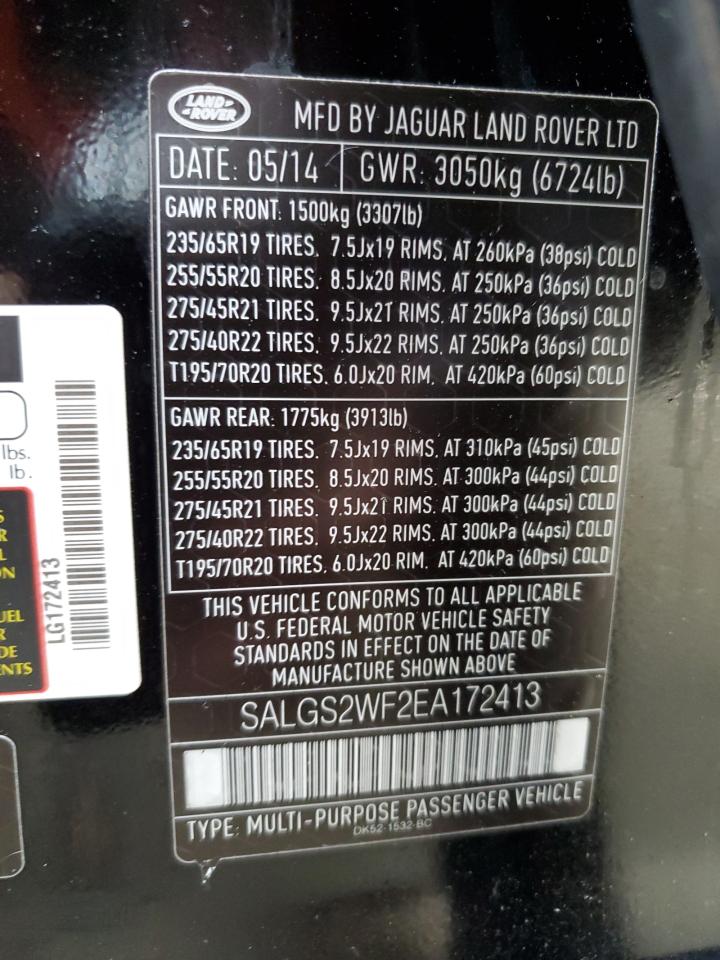 LAND ROVER
MFD BY JAGUAR LAND ROVER LTD
DATE: 05/14 GWR: 3050kg (6724lb)
GAWR FRONT: 1500kg (3307lb)
235/65R19 TIRES. 7.5Jx19 RIMS. AT 260kPa (38psi) COLD
255/55R20 TIRES. 8.5Jx20 RIMS. AT 250kPa (36psi) COLD
275/45R21 TIRES. 9.5Jx21 RIMS. AT 250kPa (36psi) COLD
275/40R22 TIRES. 9.5Jx22 RIMS. AT 250kPa (36psi) COLD
T195/70R20 TIRES. 6.0Jx20 RIM. AT 420kPa (60psi) COLD
GAWR REAR: 1775kg (3913lb)
235/65R19 TIRES. 7.5Jx19 RIMS. AT 310kPa (45psi) COLD
255/55R20 TIRES. 8.5Jx20 RIMS. AT 300kPa (44psi) COLD
275/45R21 TIRES. 9.5Jx21 RIMS. AT 300kPa (44psi) COLD
275/40R22 TIRES. 9.5Jx22 RIMS. AT 300kPa (44psi) COLD
T195/70R20 TIRES. 6.0Jx20 RIM. AT 420kPa (60psi) COLD
THIS VEHICLE CONFORMS TO ALL APPLICABLE
U.S. FEDERAL MOTOR VEHICLE SAFETY
STANDARDS IN EFFECT ON THE DATE OF
MANUFACTURE SHOWN ABOVE
SALGS2WF2EA172413
TYPE: MULTI-PURPOSE PASSENGER VEHICLE
DK52-1532-BC
lbs.
lb.
LG172413